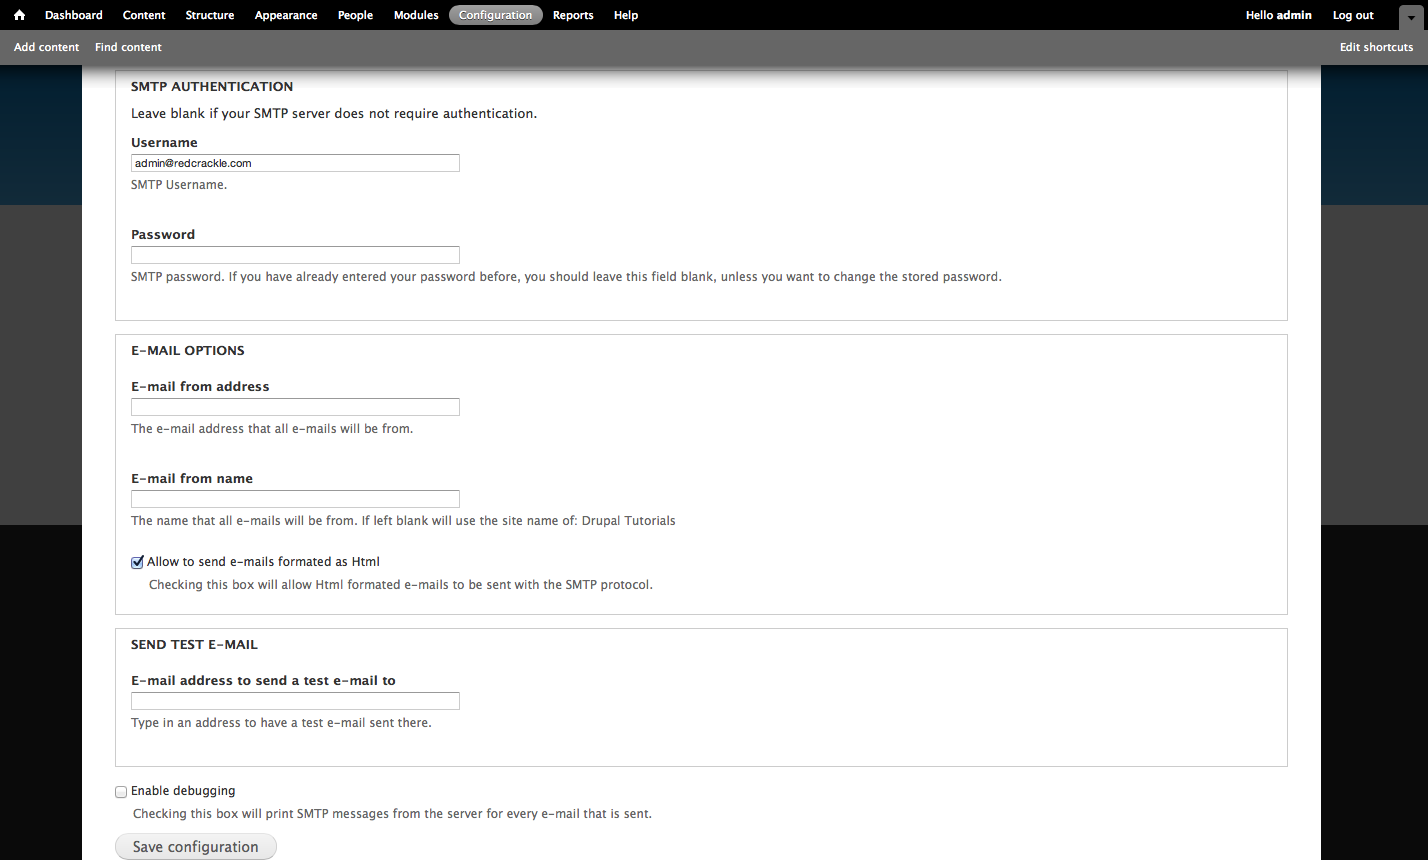 Dashboard Content Structure Appearance People Modules Configuration Reports Help Hello admin Log out
Add content Find content Edit shortcuts
SMTP AUTHENTICATION
Leave blank if your SMTP server does not require authentication.
Username
admin@redcrackle.com
SMTP Username.
Password
SMTP password. If you have already entered your password before, you should leave this field blank, unless you want to change the stored password.
E-MAIL OPTIONS
E-mail from address
The e-mail address that all e-mails will be from.
E-mail from name
The name that all e-mails will be from. If left blank will use the site name of: Drupal Tutorials
Allow to send e-mails formated as Html
Checking this box will allow Html formated e-mails to be sent with the SMTP protocol.
SEND TEST E-MAIL
E-mail address to send a test e-mail to
Type in an address to have a test e-mail sent there.
Enable debugging
Checking this box will print SMTP messages from the server for every e-mail that is sent.
Save configuration